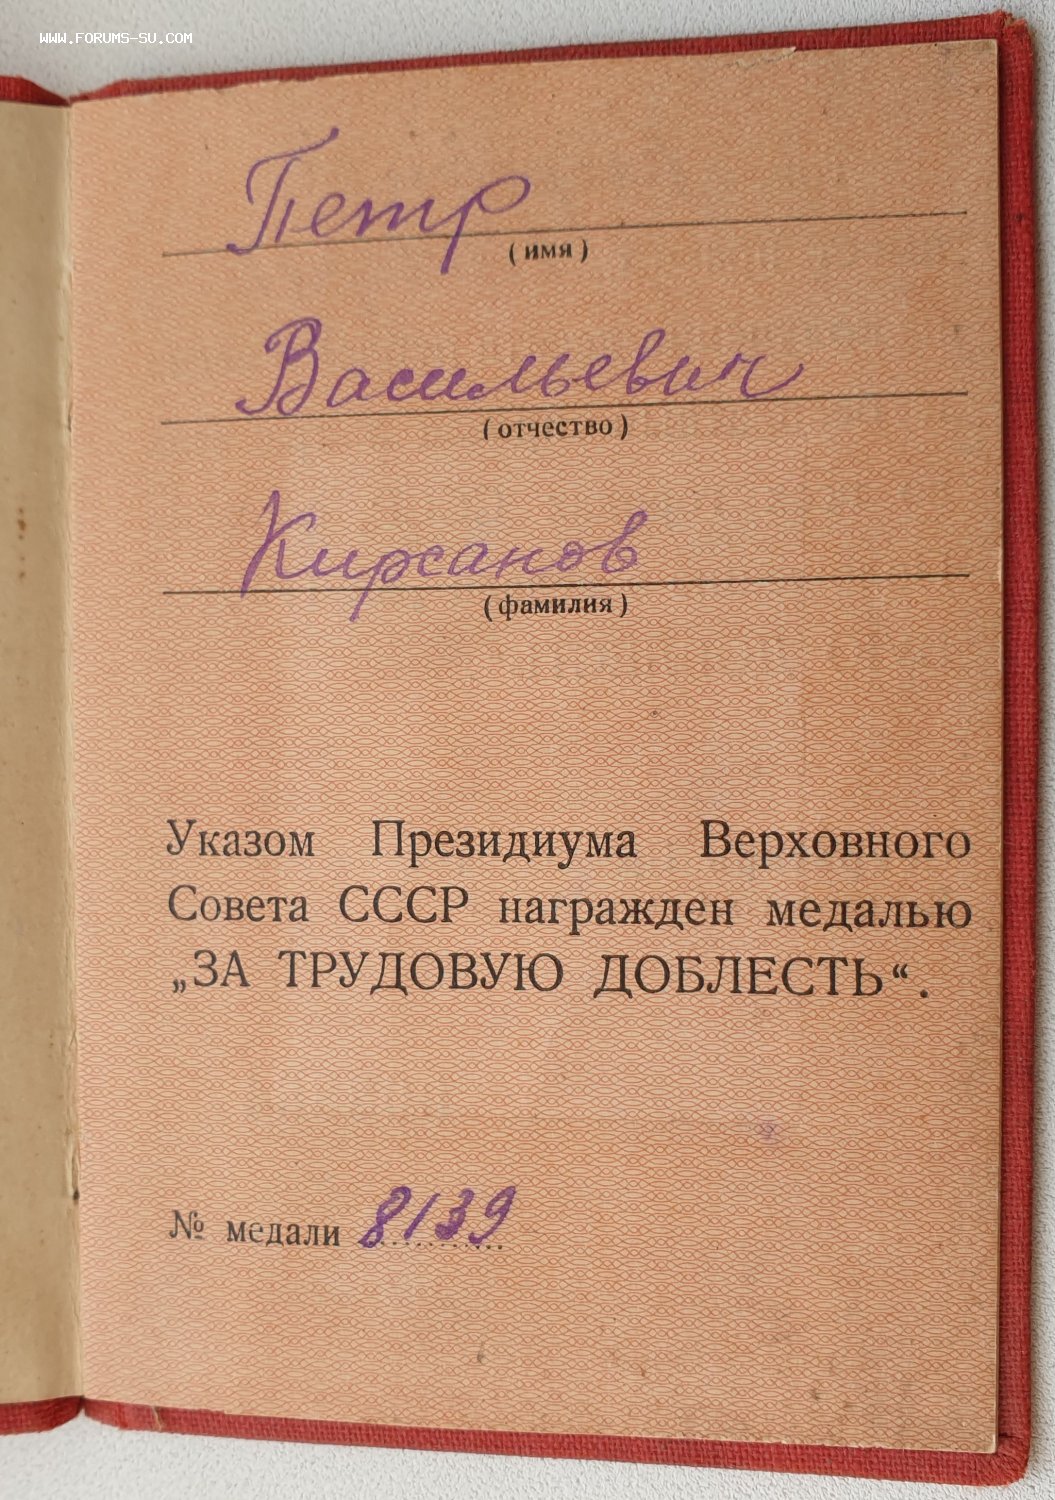 WWW.FORUMS-SU.COM
Петр
(имя)
Васильевич
(отчество)
Кирсанов
(фамилия)
Указом Президиума Верховного
Совета СССР награжден медалью
„ЗА ТРУДОВУЮ ДОБЛЕСТЬ“.
№ медали 8139